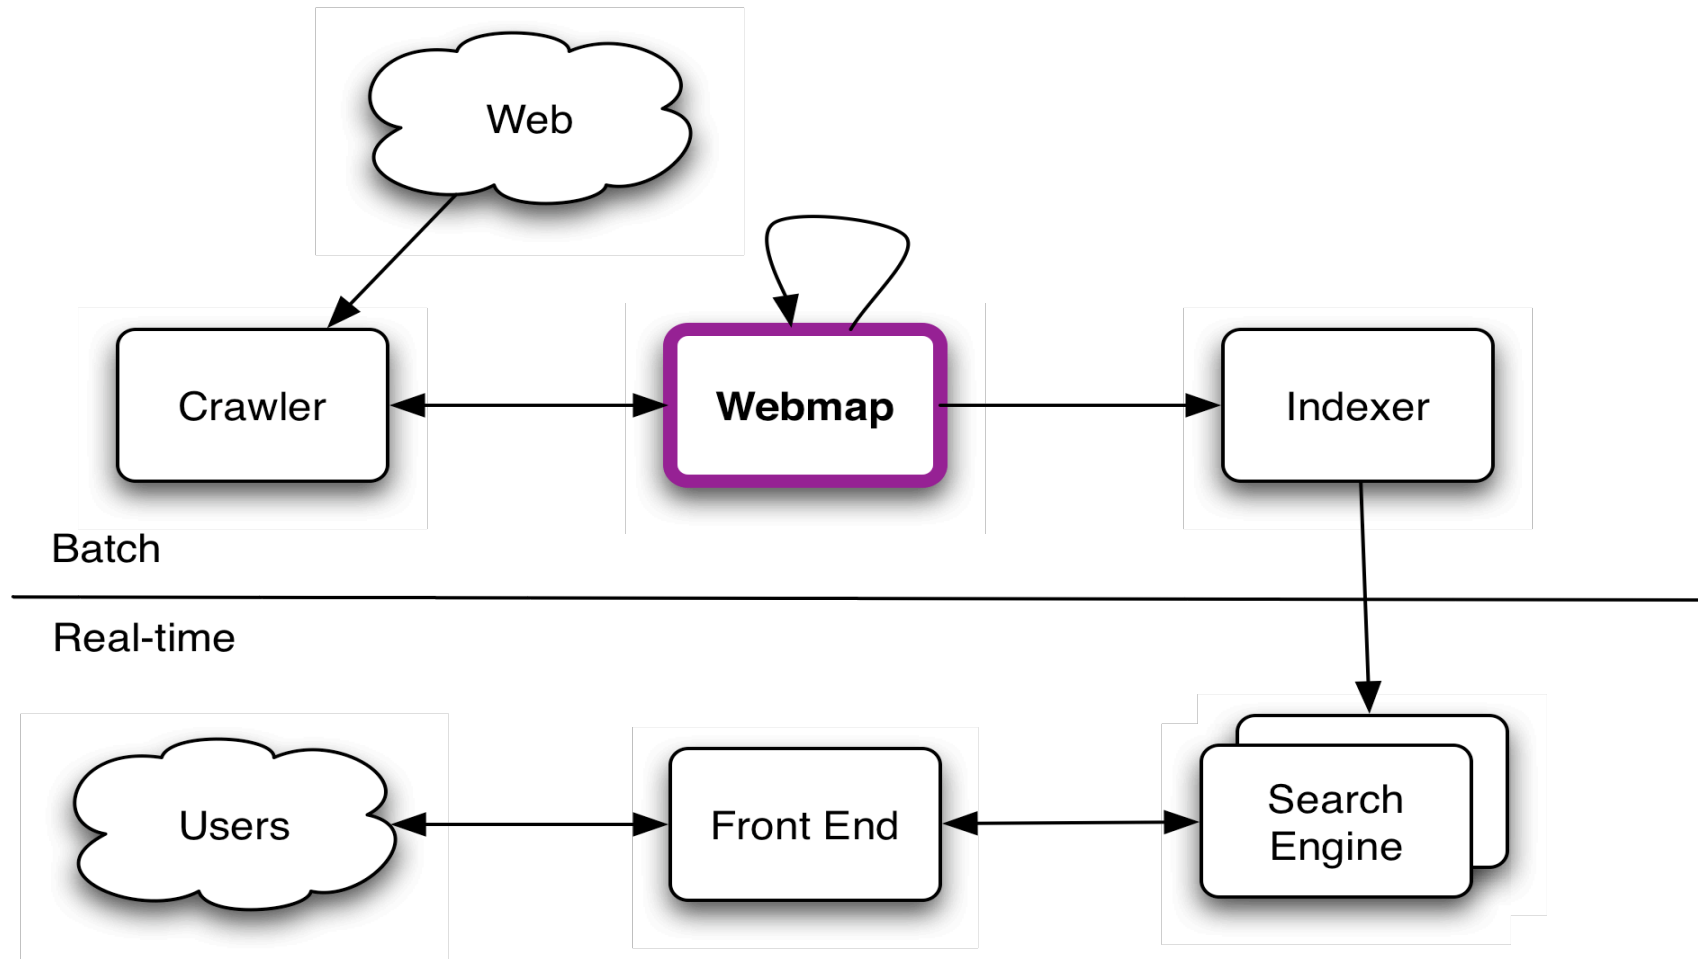 Web
Crawler
Webmap
Indexer
Batch
Real-time
Users
Front End
Search
Engine